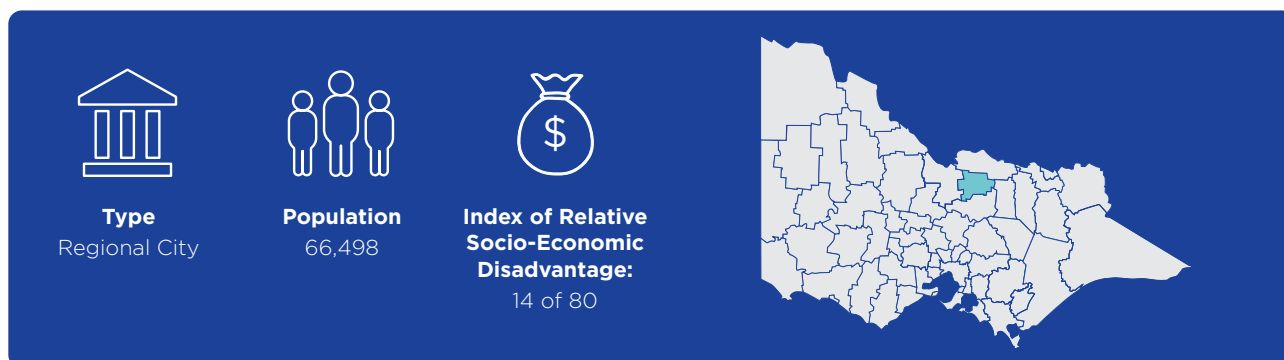 $
Type
Regional City
Population
66,498
Index of Relative
Socio-Economic
Disadvantage:
14 of 80